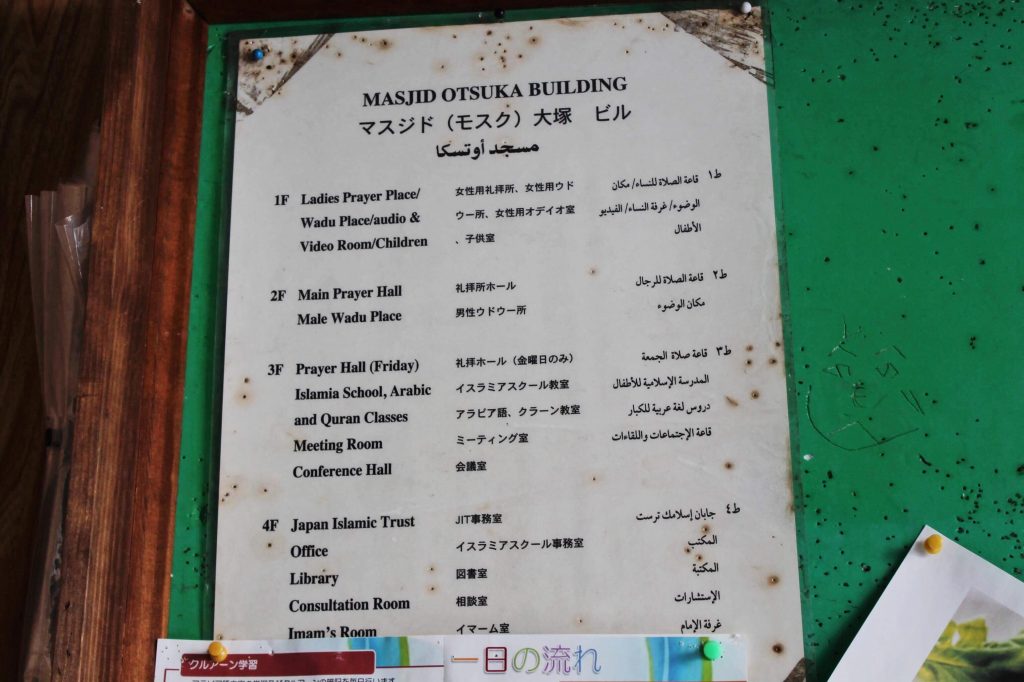 MASJID OTSUKA BUILDING
マスジド（モスク）大塚　ビル
مسجد أوتسكا
1F Ladies Prayer Place/ 女性用礼拝所、女性用ウド ط١ قاعة الصلاة للنساء/ مكان
Wadu Place/audio & ウー所、女性用オデイオ室 الوضوء/ غرفة النساء/ الفيديو
Video Room/Children 、子供室 الأطفال
2F Main Prayer Hall 礼拝所ホール ط٢ قاعة الصلاة للرجال
Male Wadu Place 男性ウドウー所 مكان الوضوء
3F Prayer Hall (Friday) 礼拝ホール（金曜日のみ） ط٣ قاعة صلاة الجمعة
Islamia School, Arabic イスラミアスクール教室 المدرسة الإسلامية للأطفال
and Quran Classes アラビア語、クラーン教室 دروس لغة عربية للكبار
Meeting Room ミーティング室 قاعة الإجتماعات واللقاءات
Conference Hall 会議室
4F Japan Islamic Trust JIT事務室 ط٤ جابان إسلامك ترست
Office イスラミアスクール事務室 المكتب
Library 図書室 المكتبة
Consultation Room 相談室 الإستشارات
Imam's Room イマーム室 غرفة الإمام
クルアーン学習
一日の流れ